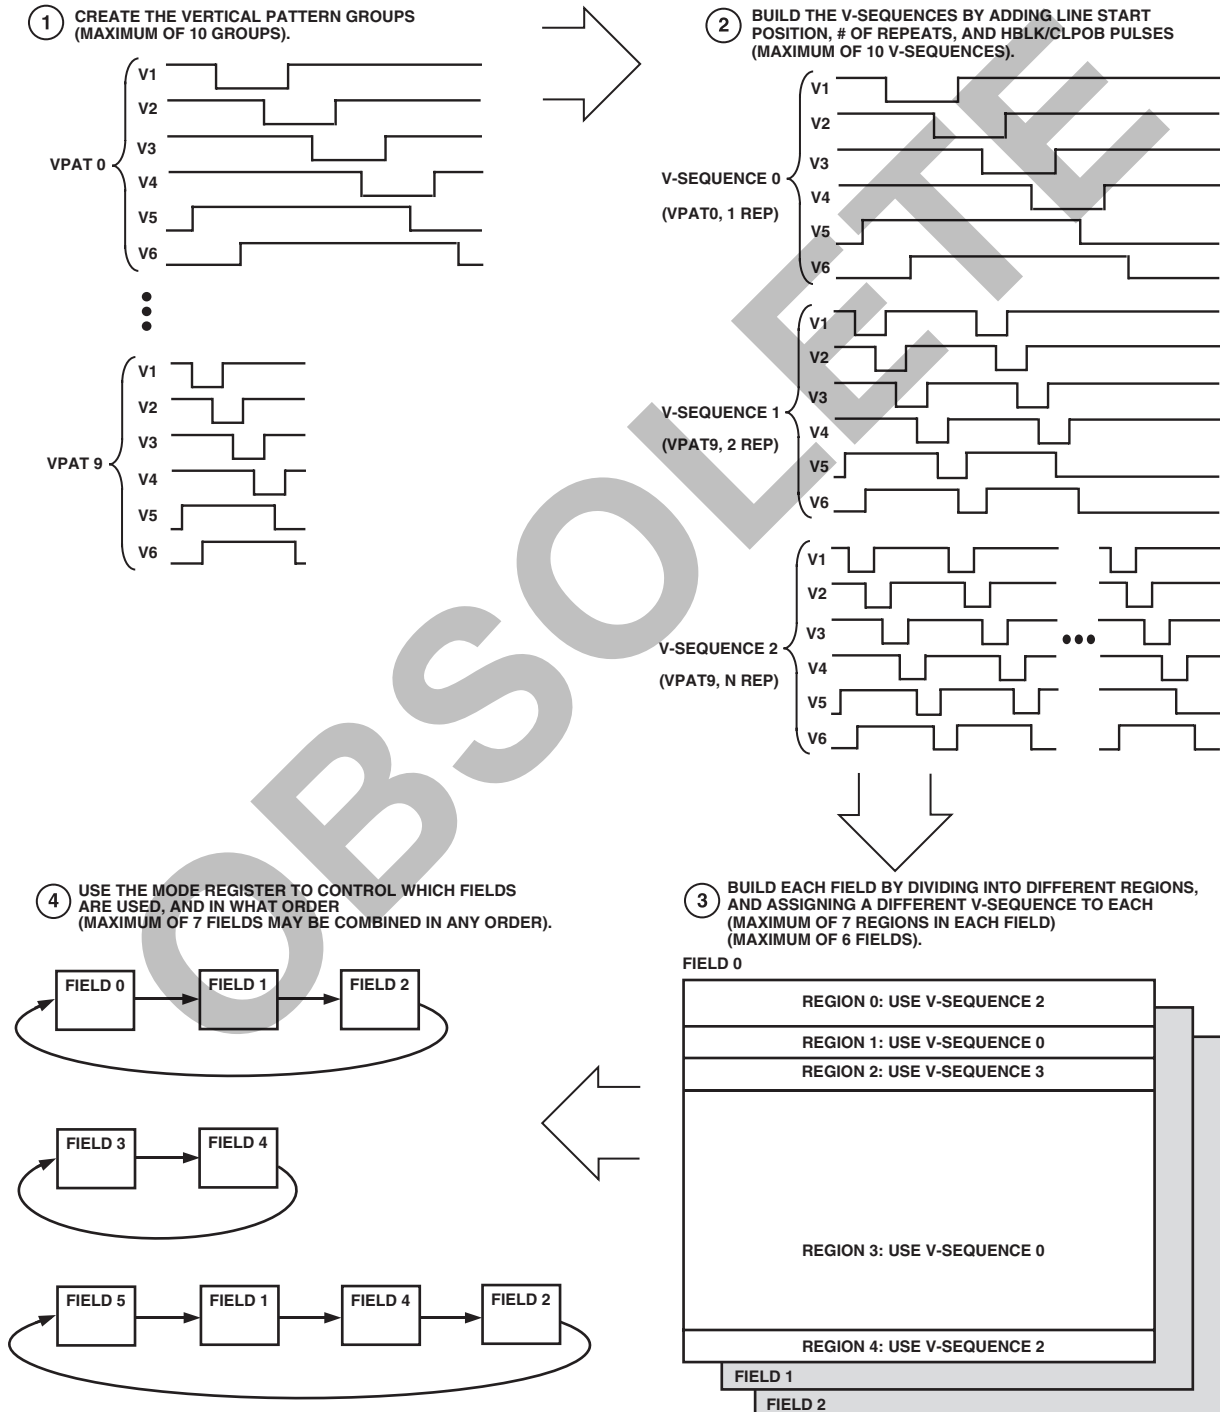 1 CREATE THE VERTICAL PATTERN GROUPS
(MAXIMUM OF 10 GROUPS).
VPAT 0
V1
V2
V3
V4
V5
V6
VPAT 9
V1
V2
V3
V4
V5
V6
2 BUILD THE V-SEQUENCES BY ADDING LINE START
POSITION, # OF REPEATS, AND HBLK/CLPOB PULSES
(MAXIMUM OF 10 V-SEQUENCES).
V-SEQUENCE 0
(VPAT0, 1 REP)
V1
V2
V3
V4
V5
V6
V-SEQUENCE 1
(VPAT9, 2 REP)
V1
V2
V3
V4
V5
V6
V-SEQUENCE 2
(VPAT9, N REP)
V1
V2
V3
V4
V5
V6
3 BUILD EACH FIELD BY DIVIDING INTO DIFFERENT REGIONS,
AND ASSIGNING A DIFFERENT V-SEQUENCE TO EACH
(MAXIMUM OF 7 REGIONS IN EACH FIELD)
(MAXIMUM OF 6 FIELDS).
FIELD 0
REGION 0: USE V-SEQUENCE 2
REGION 1: USE V-SEQUENCE 0
REGION 2: USE V-SEQUENCE 3
REGION 3: USE V-SEQUENCE 0
REGION 4: USE V-SEQUENCE 2
FIELD 1
FIELD 2
4 USE THE MODE REGISTER TO CONTROL WHICH FIELDS
ARE USED, AND IN WHAT ORDER
(MAXIMUM OF 7 FIELDS MAY BE COMBINED IN ANY ORDER).
FIELD 0 FIELD 1 FIELD 2
FIELD 3 FIELD 4
FIELD 5 FIELD 1 FIELD 4 FIELD 2
OBSOLETE